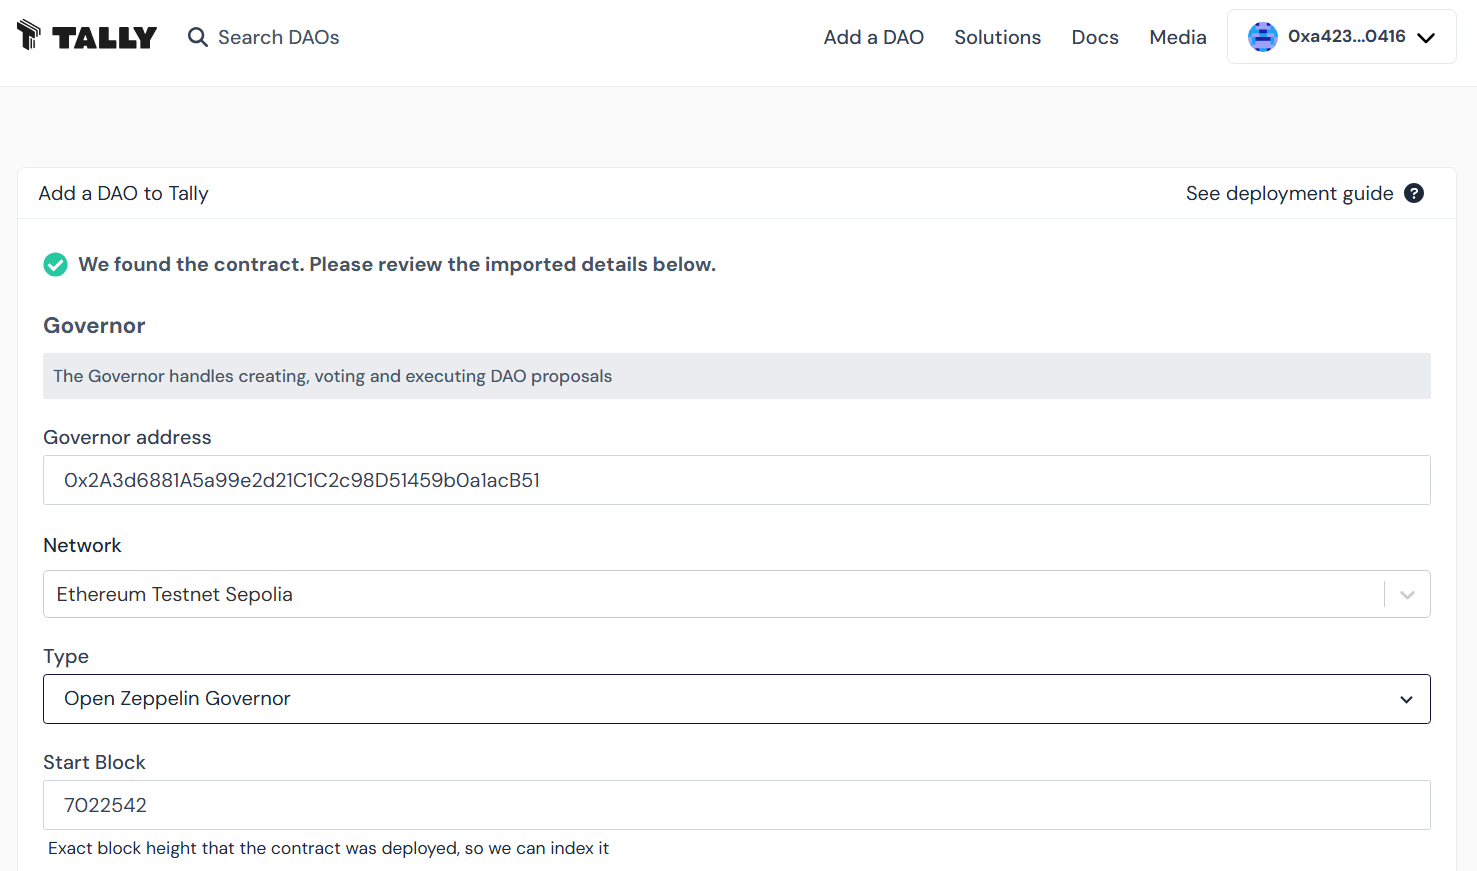 TALLY
Search DAOs
Add a DAO
Solutions
Docs
Media
0xa423...0416
Add a DAO to Tally
See deployment guide ?
We found the contract. Please review the imported details below.
Governor
The Governor handles creating, voting and executing DAO proposals
Governor address
0x2A3d6881A5a99e2d21C1C2c98D51459b0a1acB51
Network
Ethereum Testnet Sepolia
Type
Open Zeppelin Governor
Start Block
7022542
Exact block height that the contract was deployed, so we can index it